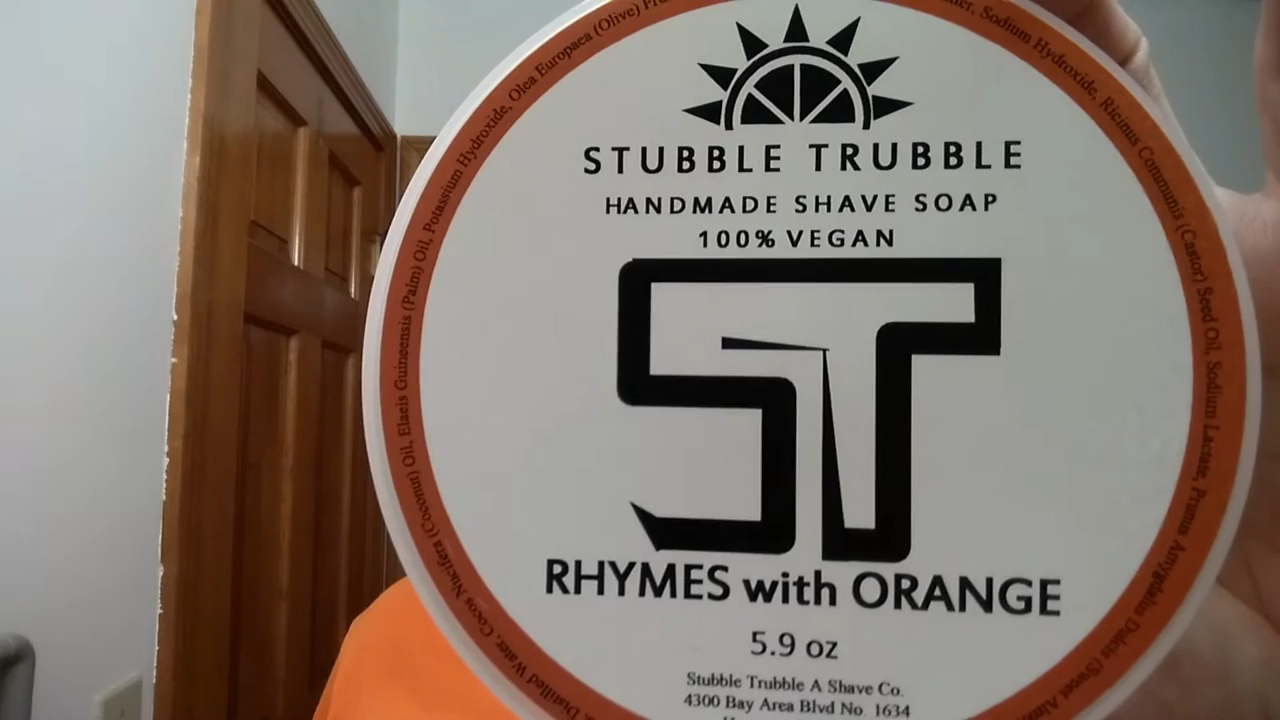 STUBBLE TRUBBLE
HANDMADE SHAVE SOAP
100% VEGAN
ST
RHYMES with ORANGE
5.9 oz
Stubble Trubble A Shave Co.
4300 Bay Area Blvd No. 1634
Distilled Water, Cocos Nucifera (Coconut) Oil, Elaeis Guineensis (Palm) Oil, Potassium Hydroxide, Olea Europaea (Olive)
Sodium Hydroxide, Ricinus Communis (Castor) Seed Oil, Sodium Lactate, Prunus Amygdalus Dulcis (Sweet